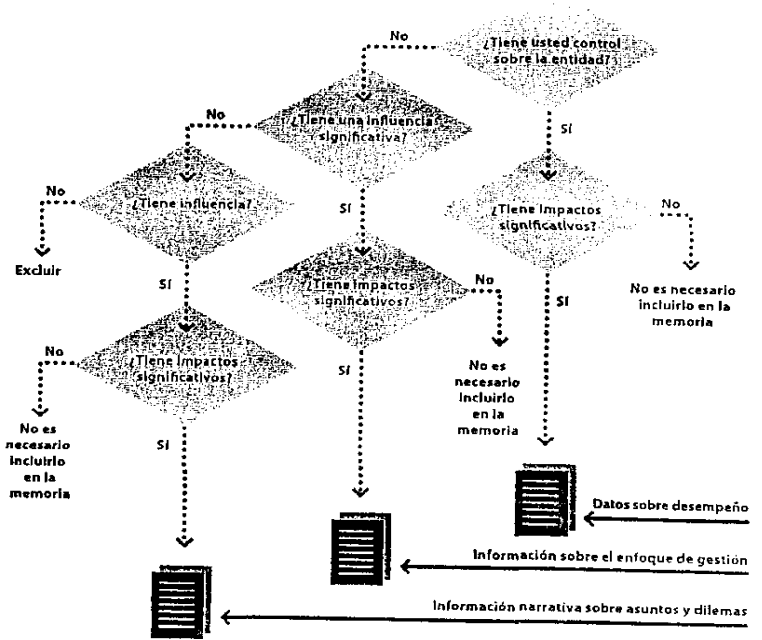 ¿Tiene usted control
sobre la entidad?
No
¿Tiene una influencia
significativa?
No
Sí
¿Tiene influencia?
No
Sí
¿Tiene impactos
significativos?
No
Excluir
Sí
¿Tiene impactos
significativos?
No
No es necesario
incluirlo en la
memoria
Sí
¿Tiene impactos
significativos?
No
Sí
No es
necesario
incluirlo
en la
memoria
Sí
No es
necesario
incluirlo
en la
memoria
Sí
Datos sobre desempeño
Información sobre el enfoque de gestión
Información narrativa sobre asuntos y dilemas